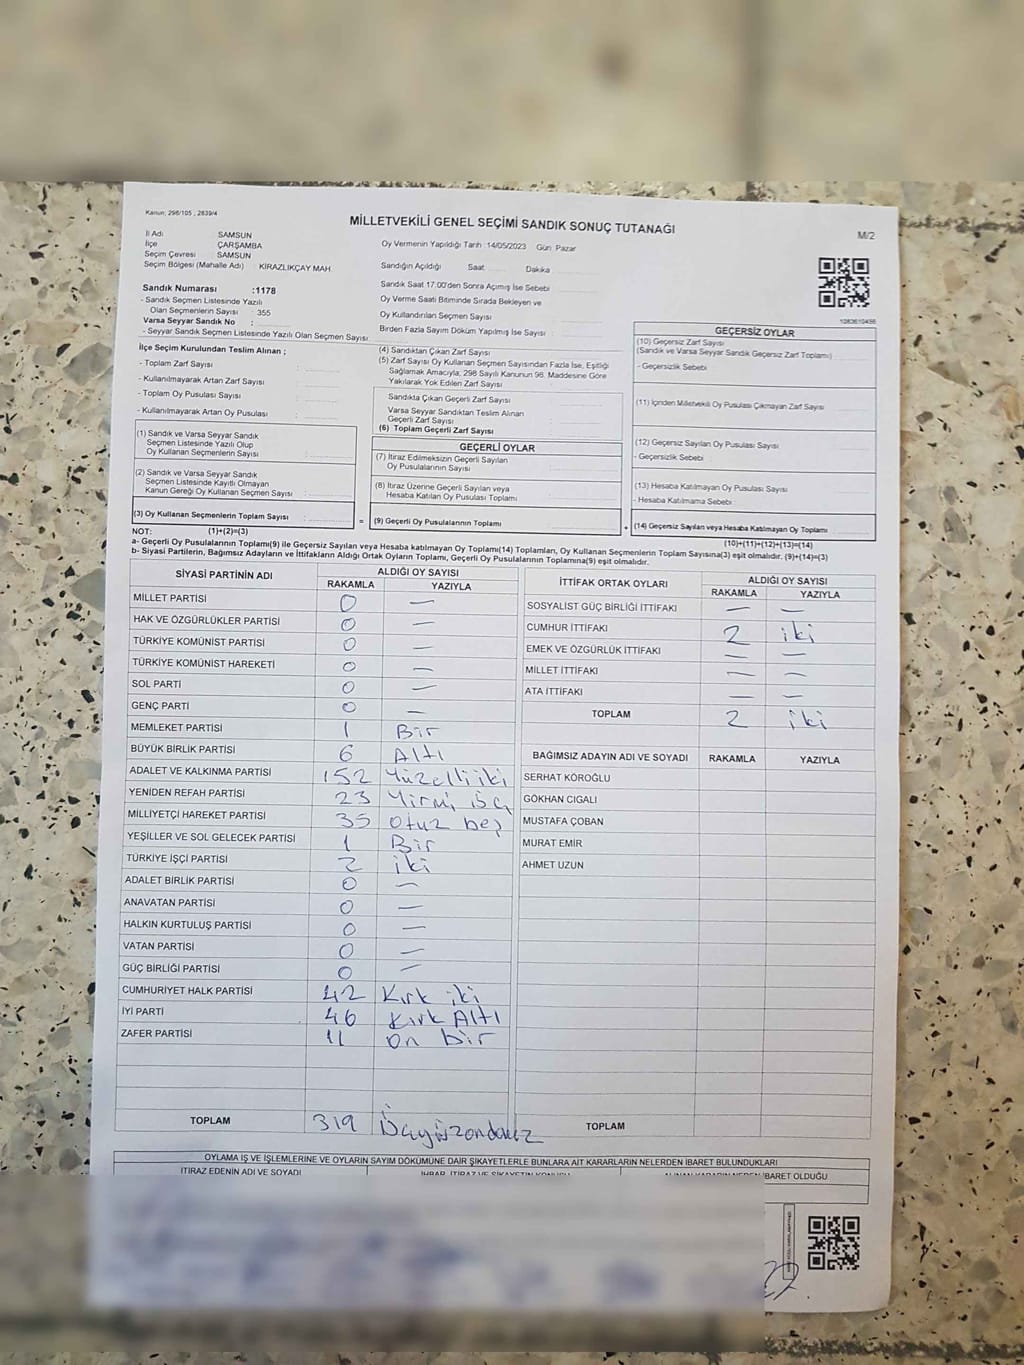 Kanun: 298/105 , 2839/4
MİLLETVEKİLİ GENEL SEÇİMİ SANDIK SONUÇ TUTANAĞI
M/2
İl Adı SAMSUN
İlçe ÇARŞAMBA
Seçim Çevresi SAMSUN
Seçim Bölgesi (Mahalle Adı) KİRAZLIKÇAY MAH.
Oy Vermenin Yapıldığı Tarih :14/05/2023 Gün Pazar
Sandığın Açıldığı Saat Dakika
Sandık Saat 17.00'den Sonra Açılmış İse Sebebi
Oy Verme Saati Bitiminde Sırada Bekleyen ve
Oy Kullandırılan Seçmen Sayısı
Birden Fazla Sayım Döküm Yapılmış İse Sayısı :
Sandık Numarası :1178
- Sandık Seçmen Listesinde Yazılı
Olan Seçmenlerin Sayısı : 355
Varsa Seyyar Sandık No :
- Seyyar Sandık Seçmen Listesinde Yazılı Olan Seçmen Sayısı
İlçe Seçim Kurulundan Teslim Alınan ;
- Toplam Zarf Sayısı :
- Kullanılmayarak Artan Zarf Sayısı
- Toplam Oy Pusulası Sayısı :
- Kullanılmayarak Artan Oy Pusulası :
(1) Sandık ve Varsa Seyyar Sandık
Seçmen Listesinde Yazılı Olup
Oy Kullanan Seçmenlerin Sayısı :
(2) Sandık ve Varsa Seyyar Sandık
Seçmen Listesinde Kayıtlı Olmayan
Kanun Gereği Oy Kullanan Seçmen Sayısı :
(3) Oy Kullanan Seçmenlerin Toplam Sayısı :
(1)+(2)=(3)
(4) Sandıktan Çıkan Zarf Sayısı
(5) Zarf Sayısı Oy Kullanan Seçmen Sayısından Fazla İse, Eşitliği
Sağlamak Amacıyla, 298 Sayılı Kanunun 98. Maddesine Göre
Yakılarak Yok Edilen Zarf Sayısı
Sandıkta Çıkan Geçerli Zarf Sayısı :
Varsa Seyyar Sandıktan Teslim Alınan
Geçerli Zarf Sayısı :
(6) Toplam Geçerli Zarf Sayısı :
GEÇERLİ OYLAR
(7) İtiraz Edilmeksizin Geçerli Sayılan
Oy Pusulalarının Sayısı :
(8) İtiraz Üzerine Geçerli Sayılan veya
Hesaba Katılan Oy Pusulası Toplamı :
= (9) Geçerli Oy Pusulalarının Toplamı :
GEÇERSİZ OYLAR
(10) Geçersiz Zarf Sayısı
(Sandık ve Varsa Seyyar Sandık Geçersiz Zarf Toplamı)
- Geçersizlik Sebebi
(11) İçinden Milletvekili Oy Pusulası Çıkmayan Zarf Sayısı
(12) Geçersiz Sayılan Oy Pusulası Sayısı
- Geçersizlik Sebebi
(13) Hesaba Katılmayan Oy Pusulası Sayısı
- Hesaba Katılmama Sebebi
+ (14) Geçersiz Sayılan veya Hesaba Katılmayan Oy Toplamı
(10)+(11)+(12)+(13)=(14)
NOT:
a- Geçerli Oy Pusulalarının Toplamı(9) ile Geçersiz Sayılan veya Hesaba katılmayan Oy Toplamı(14) Toplamları, Oy Kullanan Seçmenlerin Toplam Sayısına(3) eşit olmalıdır. (9)+(14)=(3)
b- Siyasi Partilerin, Bağımsız Adayların ve İttifakların Aldığı Ortak Oyların Toplamı, Geçerli Oy Pusulalarının Toplamına(9) eşit olmalıdır.
SİYASİ PARTİNİN ADI ALDIĞI OY SAYISI
RAKAMLA YAZIYLA
MİLLET PARTİSİ 0 —
HAK VE ÖZGÜRLÜKLER PARTİSİ 0 —
TÜRKİYE KOMÜNİST PARTİSİ 0 —
TÜRKİYE KOMÜNİST HAREKETİ 0 —
SOL PARTİ 0 —
GENÇ PARTİ 0 —
MEMLEKET PARTİSİ 1 Bir
BÜYÜK BİRLİK PARTİSİ 6 Altı
ADALET VE KALKINMA PARTİSİ 152 Yüzelli iki
YENİDEN REFAH PARTİSİ 23 Yirmi üç
MİLLİYETÇİ HAREKET PARTİSİ 35 otuz beş
YEŞİLLER VE SOL GELECEK PARTİSİ 1 Bir
TÜRKİYE İŞÇİ PARTİSİ 2 iki
ADALET BİRLİK PARTİSİ 0 —
ANAVATAN PARTİSİ 0 —
HALKIN KURTULUŞ PARTİSİ 0 —
VATAN PARTİSİ 0 —
GÜÇ BİRLİĞİ PARTİSİ 0 —
CUMHURİYET HALK PARTİSİ 42 Kırk iki
İYİ PARTİ 46 Kırk Altı
ZAFER PARTİSİ 11 on bir
TOPLAM 319
İTTİFAK ORTAK OYLARI ALDIĞI OY SAYISI
RAKAMLA YAZIYLA
SOSYALİST GÜÇ BİRLİĞİ İTTİFAKI — —
CUMHUR İTTİFAKI 2 iki
EMEK VE ÖZGÜRLÜK İTTİFAKI — —
MİLLET İTTİFAKI — —
ATA İTTİFAKI — —
TOPLAM 2 iki
BAĞIMSIZ ADAYIN ADI VE SOYADI RAKAMLA YAZIYLA
SERHAT KÖROĞLU
GÖKHAN CIGALI
MUSTAFA ÇOBAN
MURAT EMİR
AHMET UZUN
TOPLAM
OYLAMA İŞ VE İŞLEMLERİNE VE OYLARIN SAYIM DÖKÜMÜNE DAİR ŞİKAYETLERLE BUNLARA AİT KARARLARIN NELERDEN İBARET BULUNDUKLARI
İTİRAZ EDENİN ADI VE SOYADI İHBAR, İTİRAZ VE ŞİKAYETİN KONUSU ALINAN KARARIN NEDEN İBARET OLDUĞU